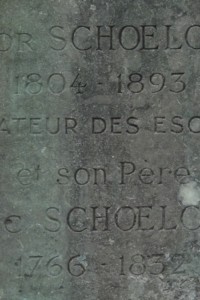 OR SCHOELC
1804-1893
ATEUR DES ESC
et son Père
C SCHOELC
1766-1832